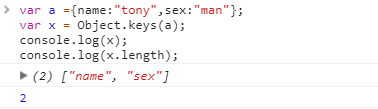 var a ={name:"tony",sex:"man"};
var x = Object.keys(a);
console.log(x);
console.log(x.length);
(2) ["name", "sex"]
2